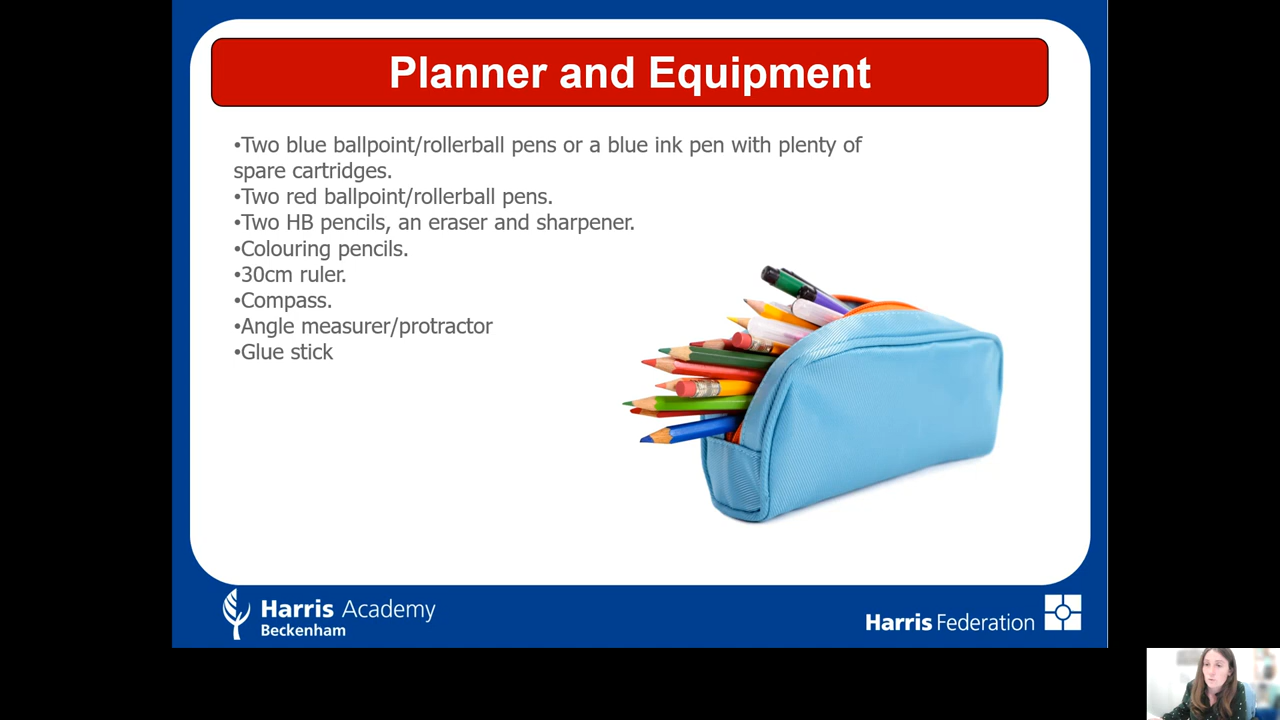 Planner and Equipment
•Two blue ballpoint/rollerball pens or a blue ink pen with plenty of
spare cartridges.
•Two red ballpoint/rollerball pens.
•Two HB pencils, an eraser and sharpener.
•Colouring pencils.
•30cm ruler.
•Compass.
•Angle measurer/protractor
•Glue stick
Harris Academy
Beckenham
Harris Federation